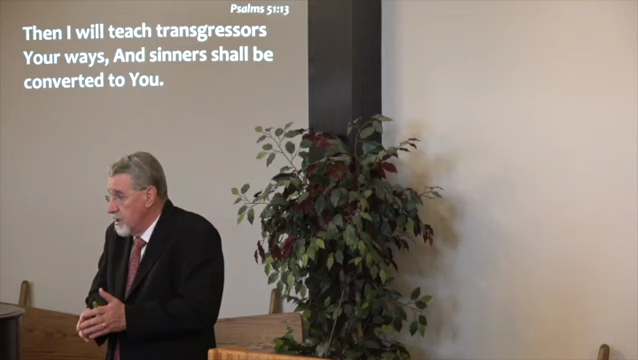 Psalms 51:13
Then I will teach transgressors
Your ways, And sinners shall be
converted to You.